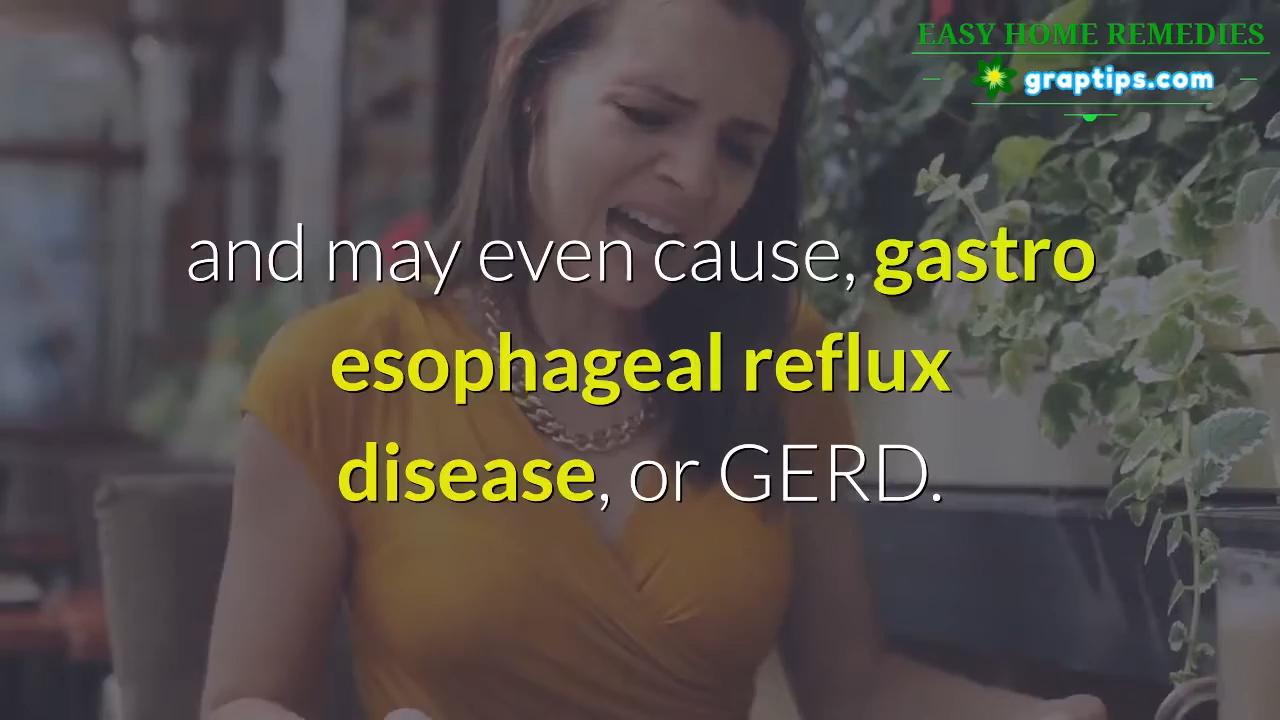 EASY HOME REMEDIES
graptips.com
and may even cause, gastro
esophageal reflux
disease, or GERD.